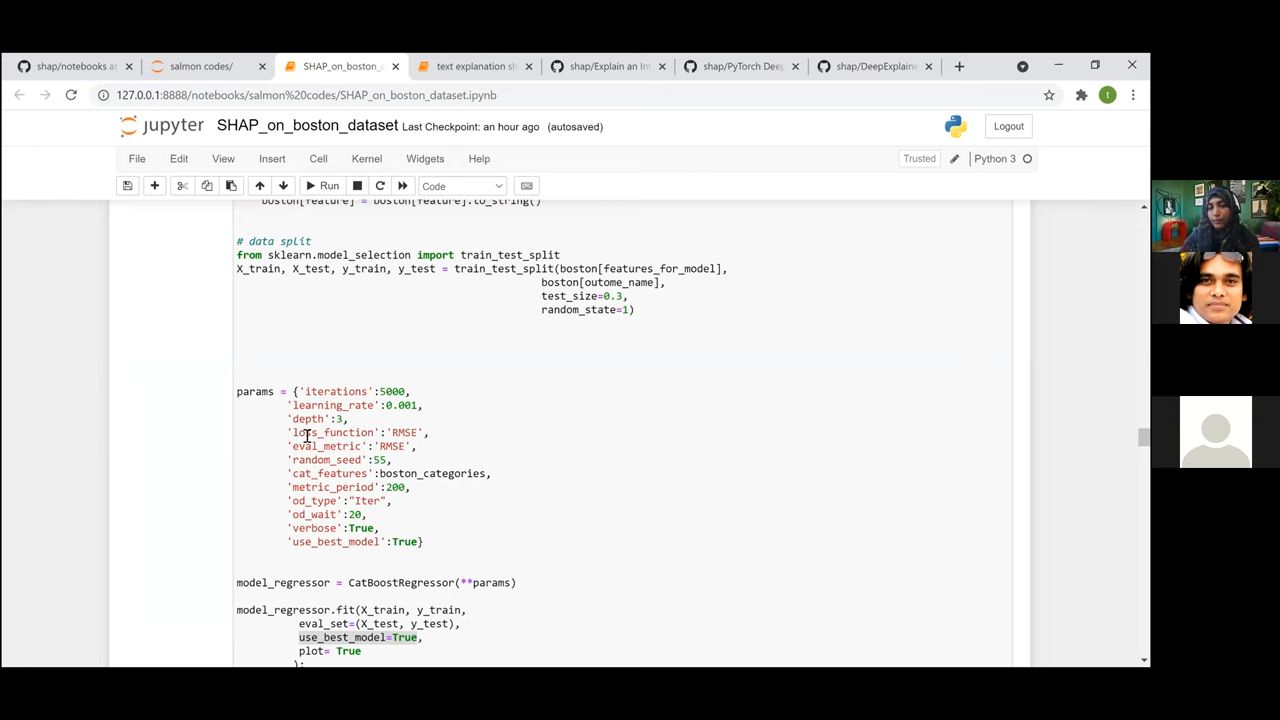 shap/notebooks a
salmon codes/
SHAP_on_boston_dataset
text explanation sh
shap/Explain an Int
shap/PyTorch Deep
shap/DeepExplaine
127.0.0.1:8888/notebooks/salmon%20codes/SHAP_on_boston_dataset.ipynb
t
jupyter SHAP_on_boston_dataset Last Checkpoint: an hour ago (autosaved)
Logout
File Edit View Insert Cell Kernel Widgets Help
Trusted
Python 3
Run
Code
boston[feature] = boston[feature].to_string()
# data split
from sklearn.model_selection import train_test_split
X_train, X_test, y_train, y_test = train_test_split(boston[features_for_model],
boston[outome_name],
test_size=0.3,
random_state=1)
params = {'iterations':5000,
'learning_rate':0.001,
'depth':3,
'loss_function':'RMSE',
'eval_metric':'RMSE',
'random_seed':55,
'cat_features':boston_categories,
'metric_period':200,
'od_type':"Iter",
'od_wait':20,
'verbose':True,
'use_best_model':True}
model_regressor = CatBoostRegressor(**params)
model_regressor.fit(X_train, y_train,
eval_set=(X_test, y_test),
use_best_model=True,
plot= True
);